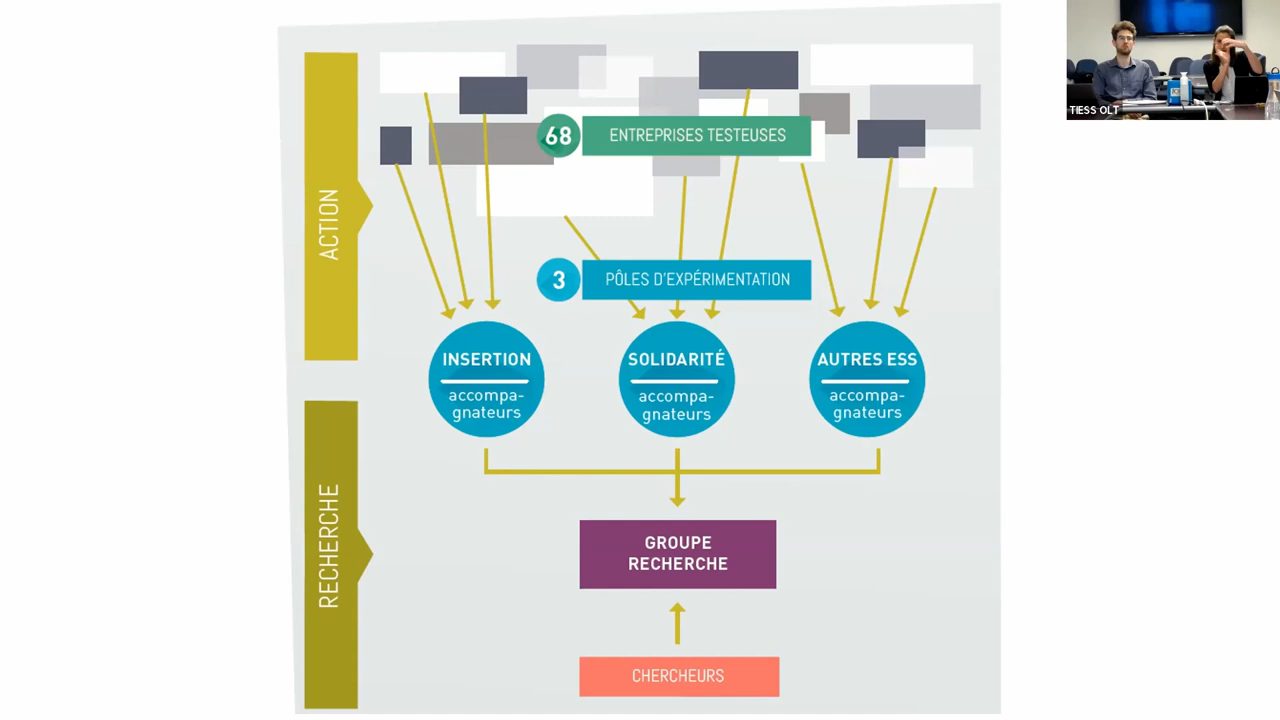 TIESS OLT
ACTION
68
ENTREPRISES TESTEUSES
3
PÔLES D'EXPÉRIMENTATION
INSERTION
accompa-
gnateurs
SOLIDARITÉ
accompa-
gnateurs
AUTRES ESS
accompa-
gnateurs
RECHERCHE
GROUPE
RECHERCHE
CHERCHEURS